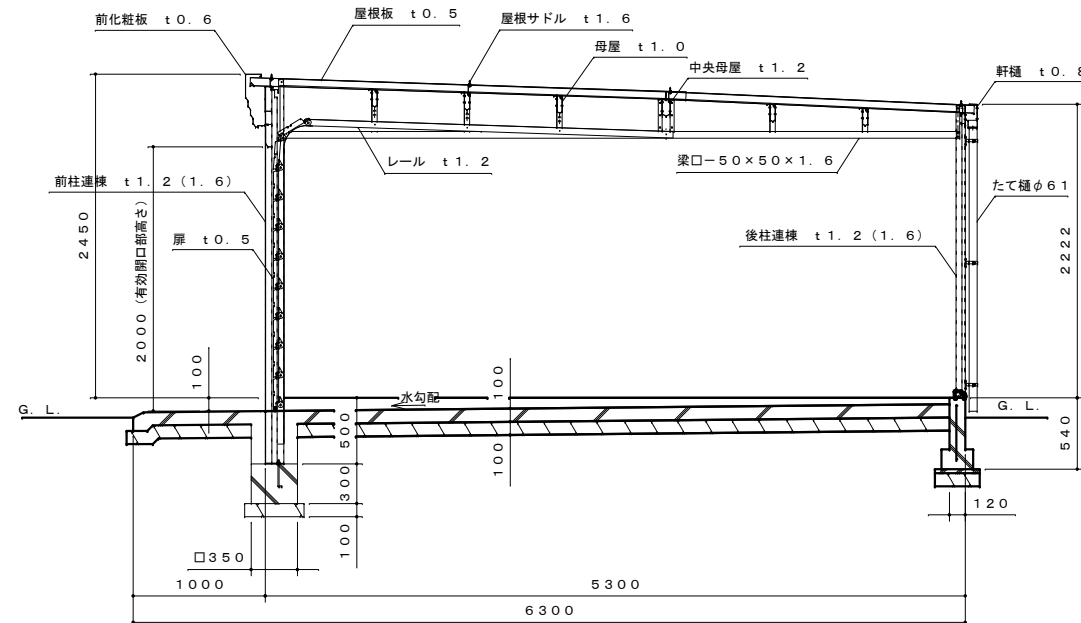 前化粧板 ｔ０．６
屋根板 ｔ０．５
屋根サドル ｔ１．６
母屋 ｔ１．０
中央母屋 ｔ１．２
軒樋 ｔ０．８
レール ｔ１．２
梁口－５０×５０×１．６
前柱連棟 ｔ１．２（１．６）
たて樋φ６１
扉 ｔ０．５
後柱連棟 ｔ１．２（１．６）
２４５０
２０００（有効開口部高さ）
２２２２
１００
１００
水勾配
Ｇ．Ｌ．
Ｇ．Ｌ．
５００
１００
５４０
３００
１２０
１００
□３５０
１０００
５３００
６３００